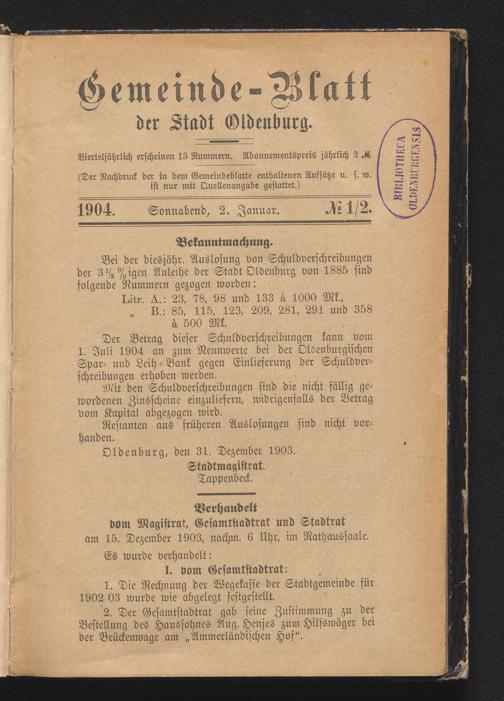 Gemeinde-Blatt
der Stadt Oldenburg.
Vierteljährlich erscheinen 13 Nummern. Abonnementspreis jährlich 2 ℳ
(Der Nachdruck der in dem Gemeindeblatte enthaltenen Aufsätze u. s. w.
ist nur mit Quellenangabe gestattet.)
BIBLIOTHECA
OLDENBURGENSIS
1904. Sonnabend, 2. Januar. № 1/2.
Bekanntmachung.
Bei der diesjähr. Auslosung von Schuldverschreibungen
der 3½ %igen Anleihe der Stadt Oldenburg von 1885 sind
folgende Nummern gezogen worden:
Litr. A.: 23, 78, 98 und 133 à 1000 Mk.,
„ B.: 85, 115, 123, 209, 281, 291 und 358
à 500 Mk.
Der Betrag dieser Schuldverschreibungen kann vom
1. Juli 1904 an zum Nennwerte bei der Oldenburgischen
Spar- und Leih-Bank gegen Einlieferung der Schuldver-
schreibungen erhoben werden.
Mit den Schuldverschreibungen sind die nicht fällig ge-
wordenen Zinsscheine einzuliefern, widrigenfalls der Betrag
vom Kapital abgezogen wird.
Restanten aus früheren Auslosungen sind nicht vor-
handen.
Oldenburg, den 31. Dezember 1903.
Stadtmagistrat.
Tappenbeck.
Verhandelt
vom Magistrat, Gesamtstadtrat und Stadtrat
am 15. Dezember 1903, nachm. 6 Uhr, im Rathaussaale.
Es wurde verhandelt:
I. vom Gesamtstadtrat:
1. Die Rechnung der Wegekasse der Stadtgemeinde für
1902 03 wurde wie abgelegt festgestellt.
2. Der Gesamtstadtrat gab seine Zustimmung zu der
Bestellung des Haussohnes Aug. Henjes zum Hilfswäger bei
der Brückenwage am „Ammerländischen Hof“.